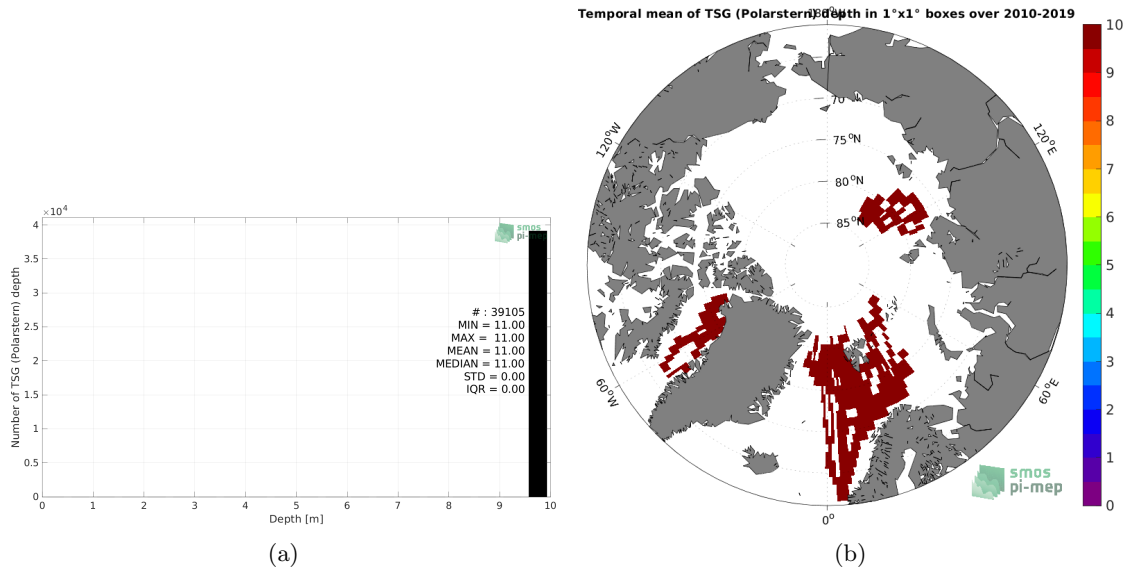 ×10⁴
4
3.5
3
2.5
2
1.5
1
0.5
0
Number of TSG (Polarstern) depth
smos
pi-mep
# : 39105
MIN = 11.00
MAX = 11.00
MEAN = 11.00
MEDIAN = 11.00
STD = 0.00
IQR = 0.00
0 1 2 3 4 5 6 7 8 9 10
Depth [m]
(a)
Temporal mean of TSG (Polarstern) depth in 1°x1° boxes over 2010-2019
180°W
120°W
120°E
70
75°N
80°N
85°N
60°W
60°E
0°
smos
pi-mep
10
9
8
7
6
5
4
3
2
1
0
(b)